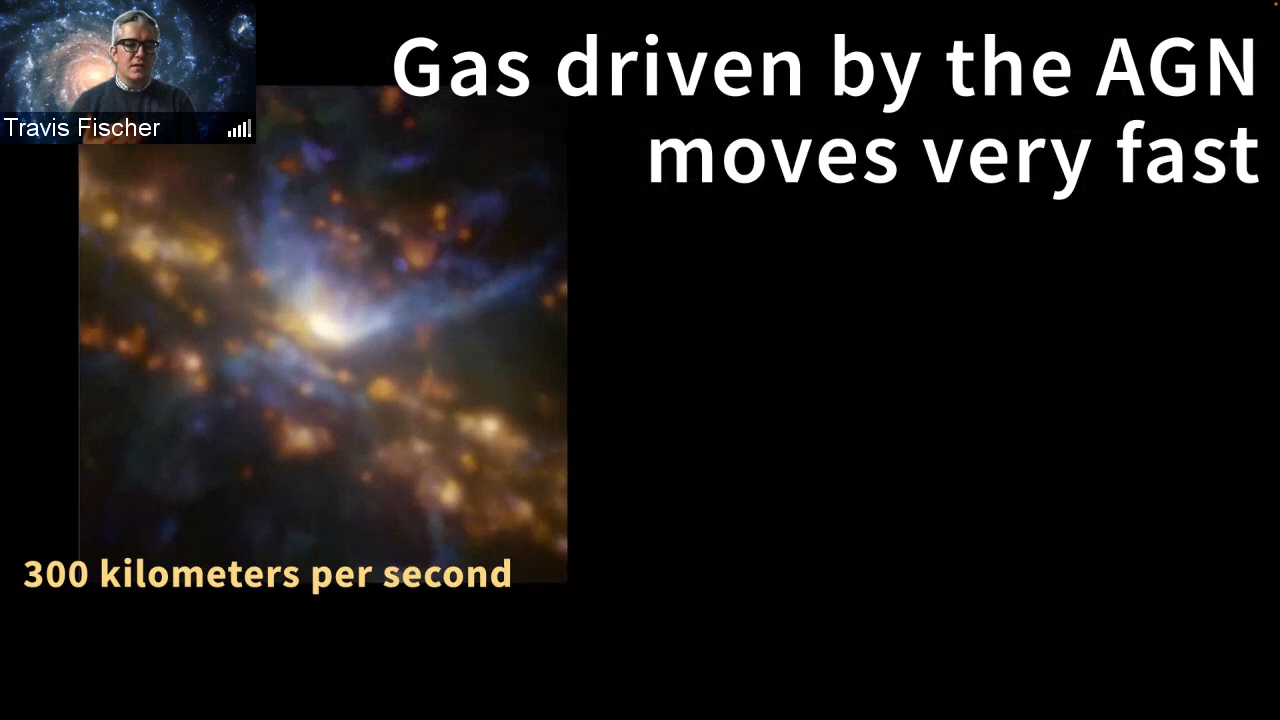 Gas driven by the AGN
moves very fast
Travis Fischer
300 kilometers per second